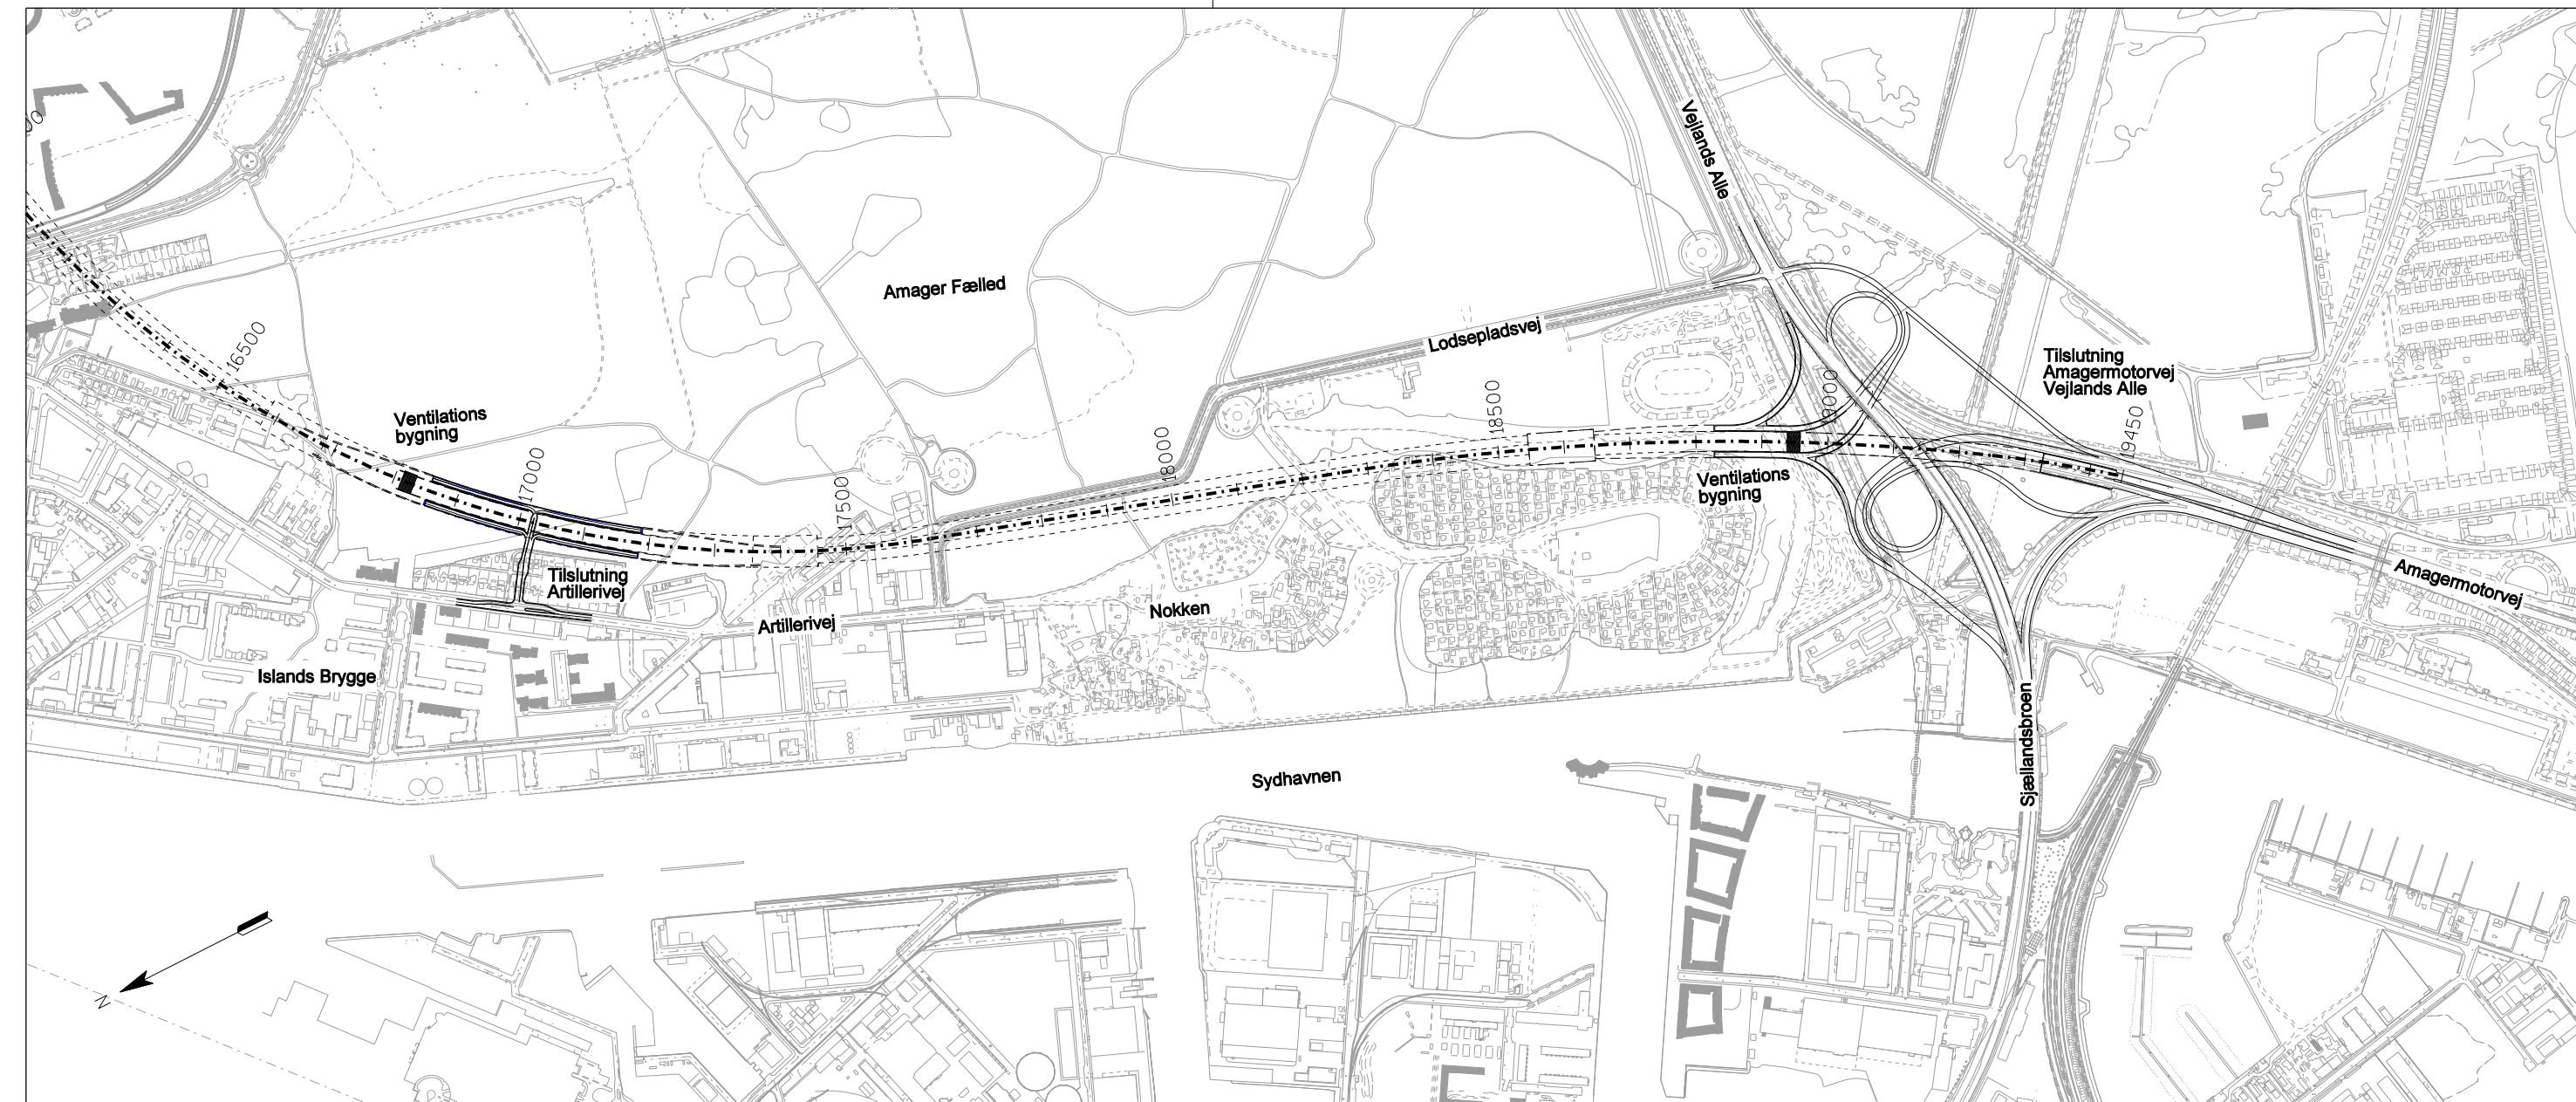 Vejlands Alle
Amager Fælled
Lodsepladsvej
Tilslutning
Amagermotorvej
Vejlands Alle
16500
Ventilations
bygning
17000
17500
18000
18500
19000
19450
Ventilations
bygning
Tilslutning
Artillerivej
Artillerivej
Nokken
Amagermotorvej
Islands Brygge
Sjællandsbroen
Sydhavnen
N